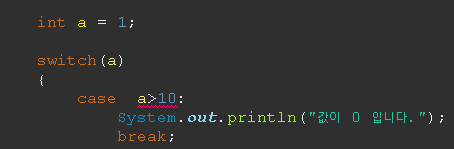 int a = 1;
switch(a)
{
case a>10:
System.out.println("값이 0 입니다.");
break;